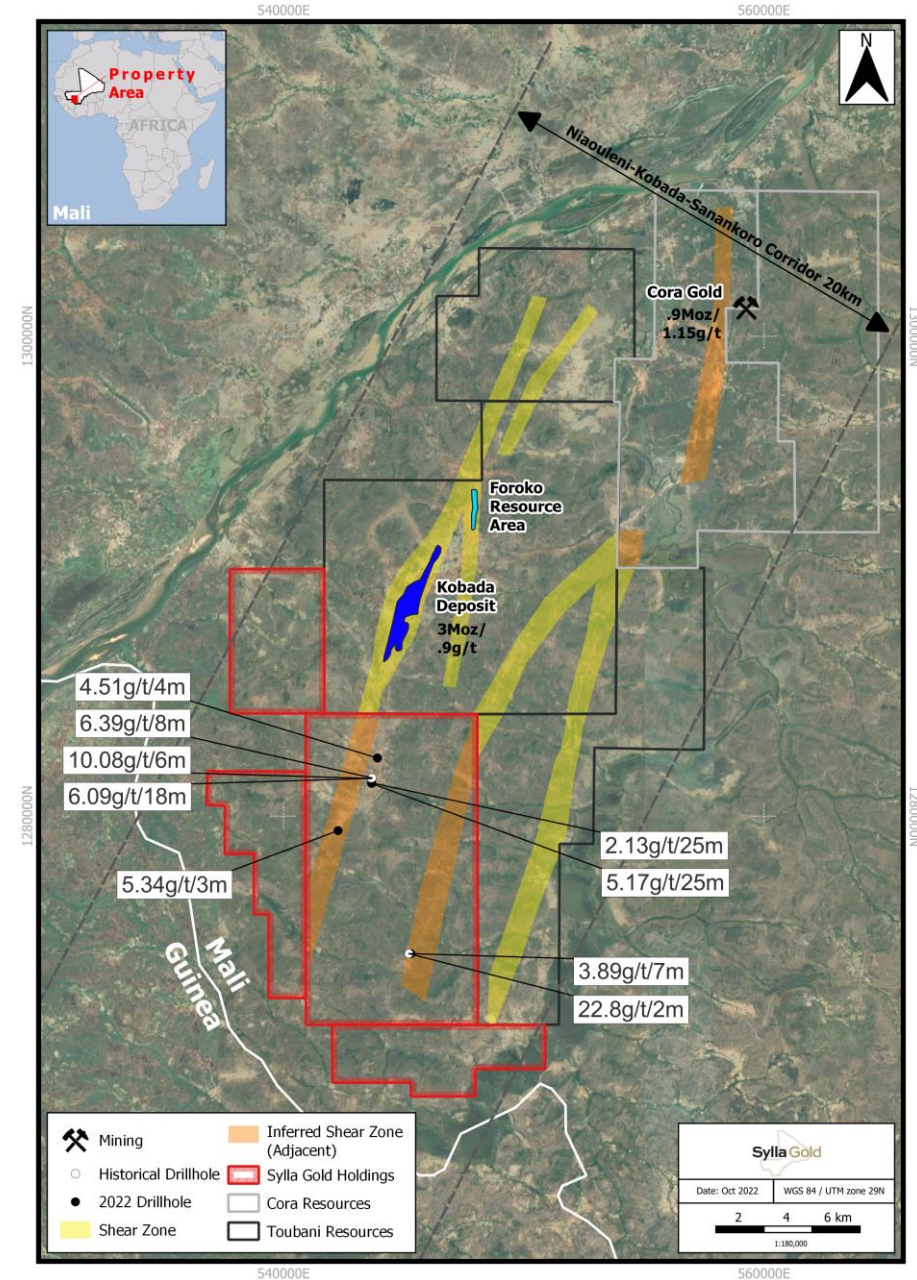 540000E
560000E
Property
Area
AFRICA
Mali
N
Niaouleni-Kobada-Sanankoro Corridor 20km
1300000N
1300000N
Cora Gold
.9Moz/
1.15g/t
Foroko
Resource
Area
Kobada
Deposit
3Moz/
.9g/t
4.51g/t/4m
6.39g/t/8m
10.08g/t/6m
6.09g/t/18m
1280000N
1280000N
2.13g/t/25m
5.17g/t/25m
5.34g/t/3m
Mali
Guinea
3.89g/t/7m
22.8g/t/2m
Mining
Historical Drillhole
2022 Drillhole
Shear Zone
Inferred Shear Zone
(Adjacent)
Sylla Gold Holdings
Cora Resources
Toubani Resources
Sylla Gold
Date: Oct 2022
WGS 84 / UTM zone 29N
2 4 6 km
1:180,000
540000E
560000E